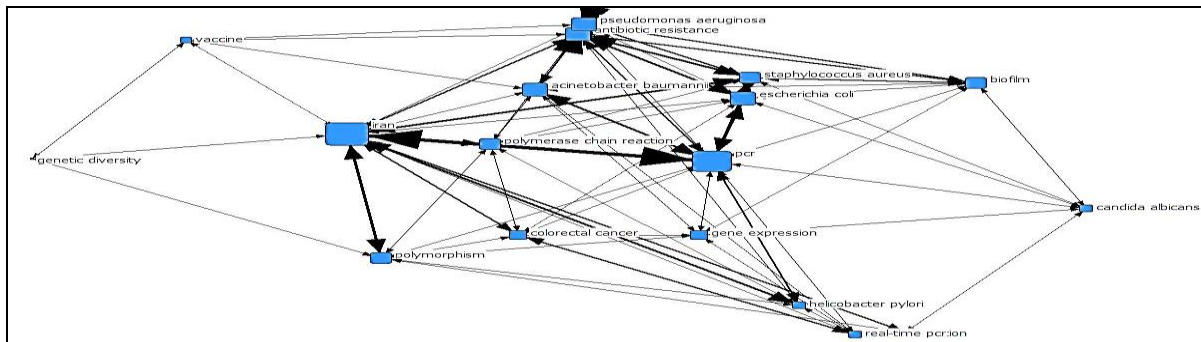 pseudomonas aeruginosa
antibiotic resistance
vaccine
staphylococcus aureus
biofilm
acinetobacter baumannii
escherichia coli
iran
polymerase chain reaction
pcr
genetic diversity
candida albicans
colorectal cancer
gene expression
polymorphism
helicobacter pylori
real-time pcr